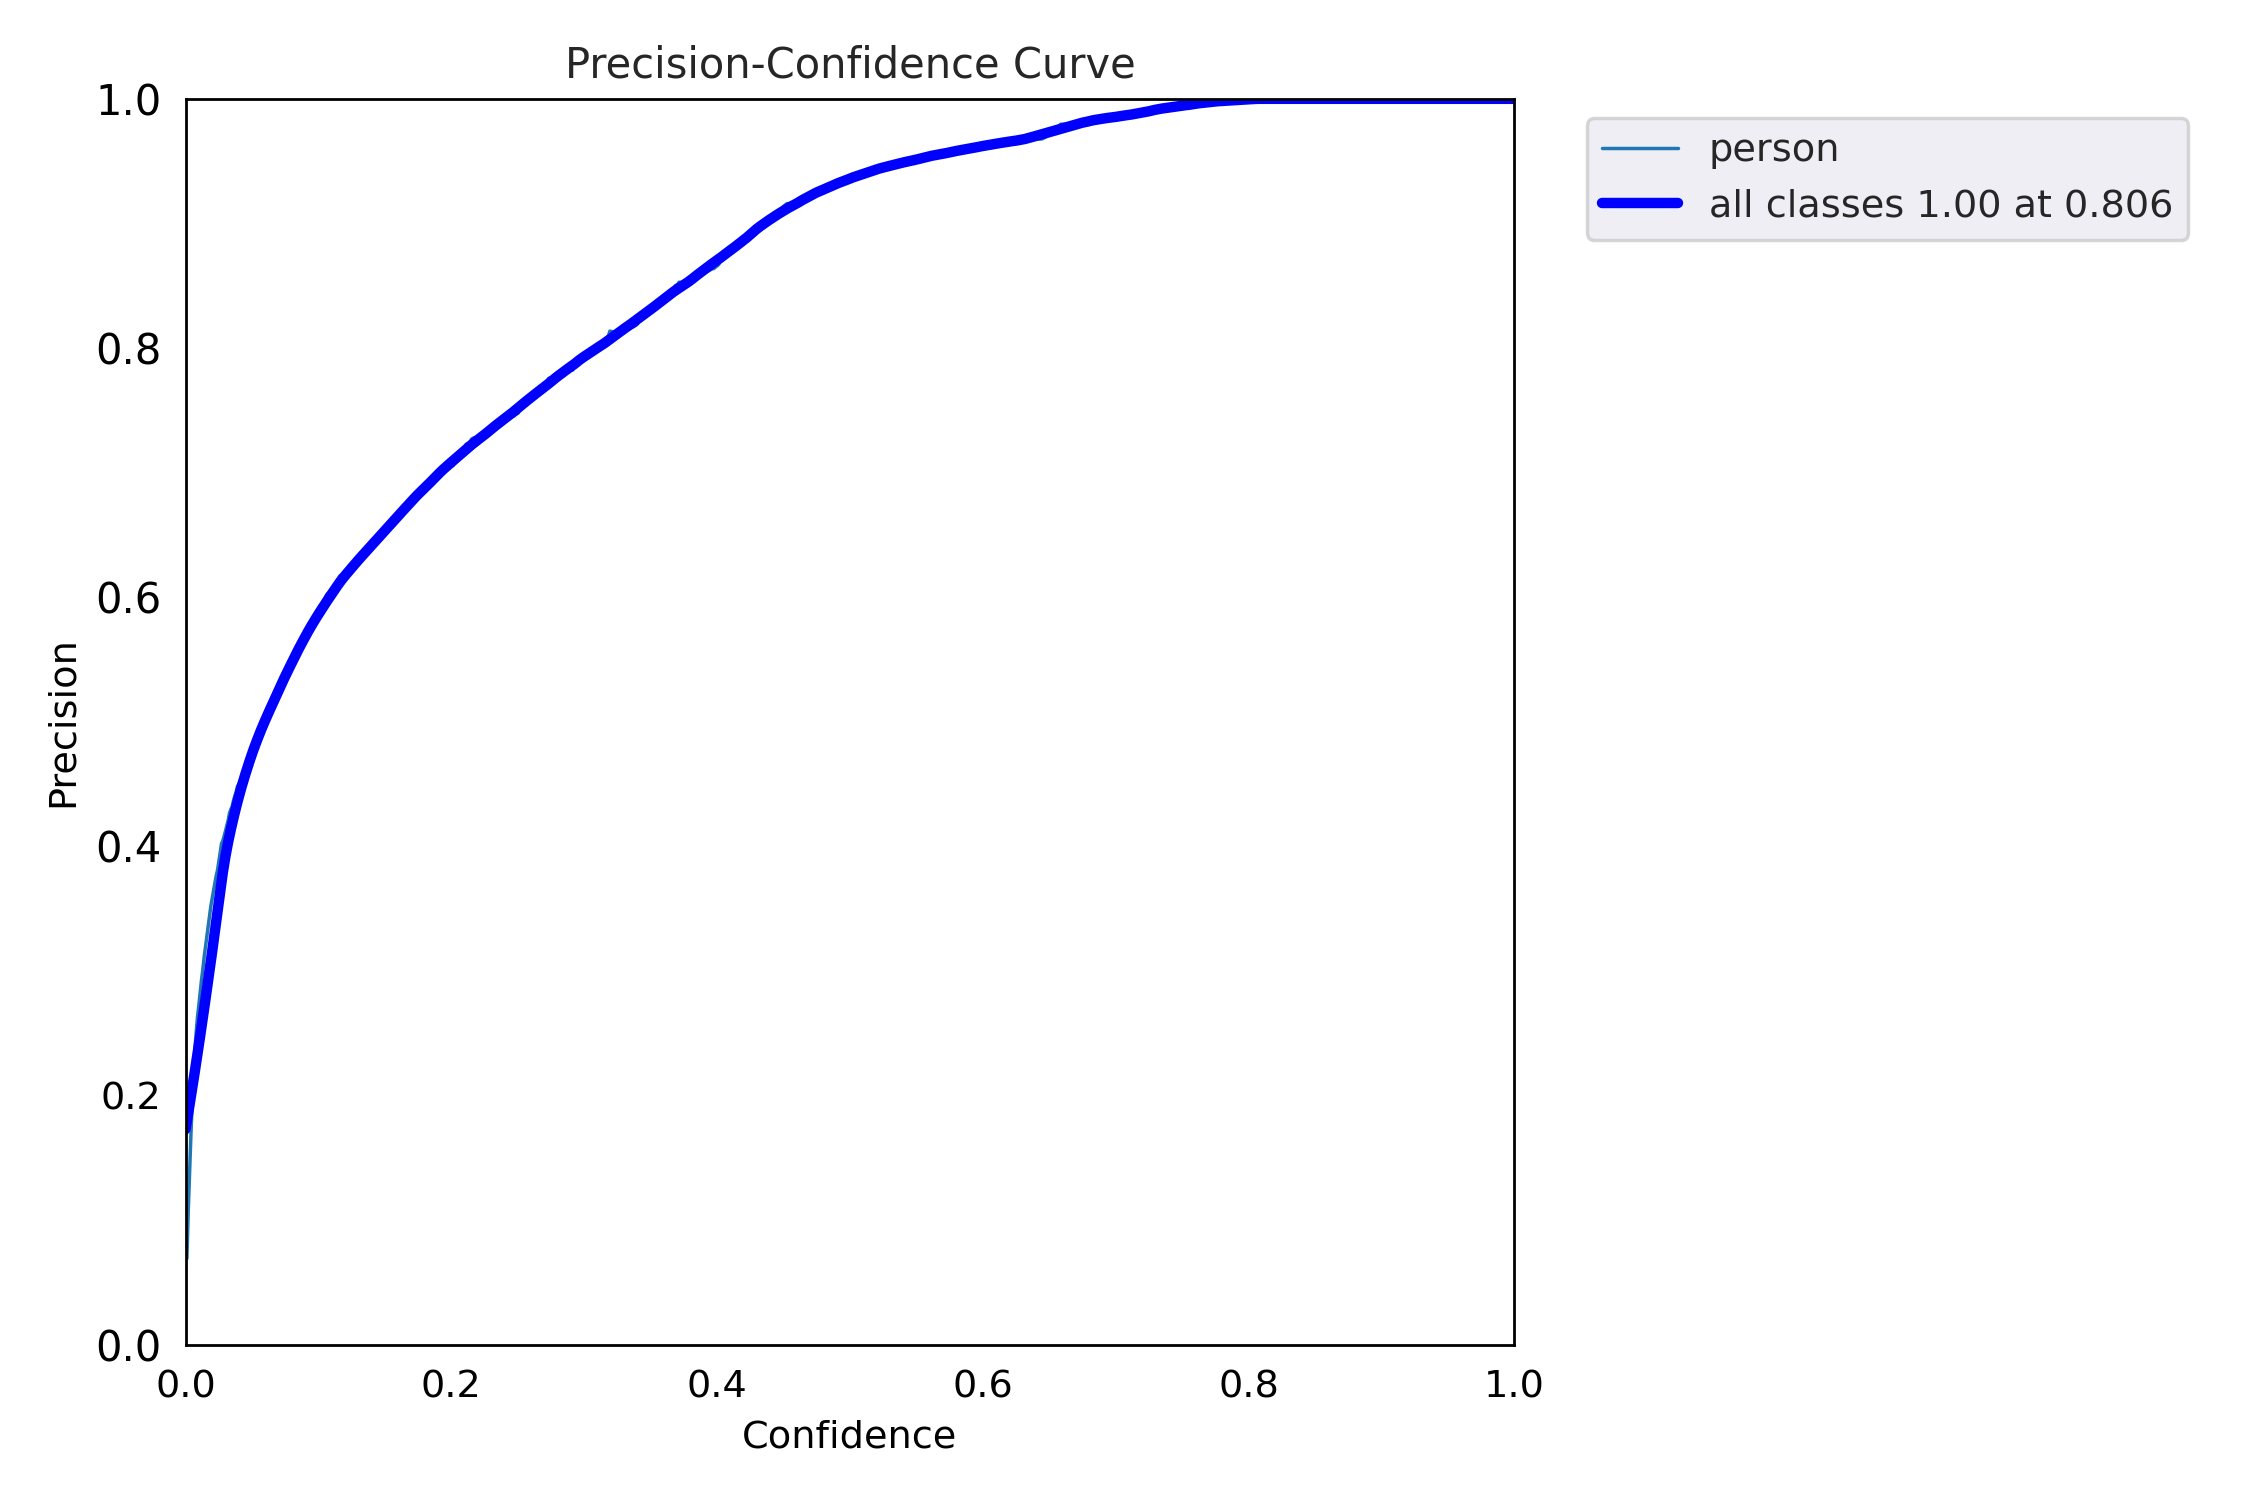 Precision-Confidence Curve
1.0
0.8
0.6
0.4
0.2
0.0
Precision
0.0 0.2 0.4 0.6 0.8 1.0
Confidence
person
all classes 1.00 at 0.806